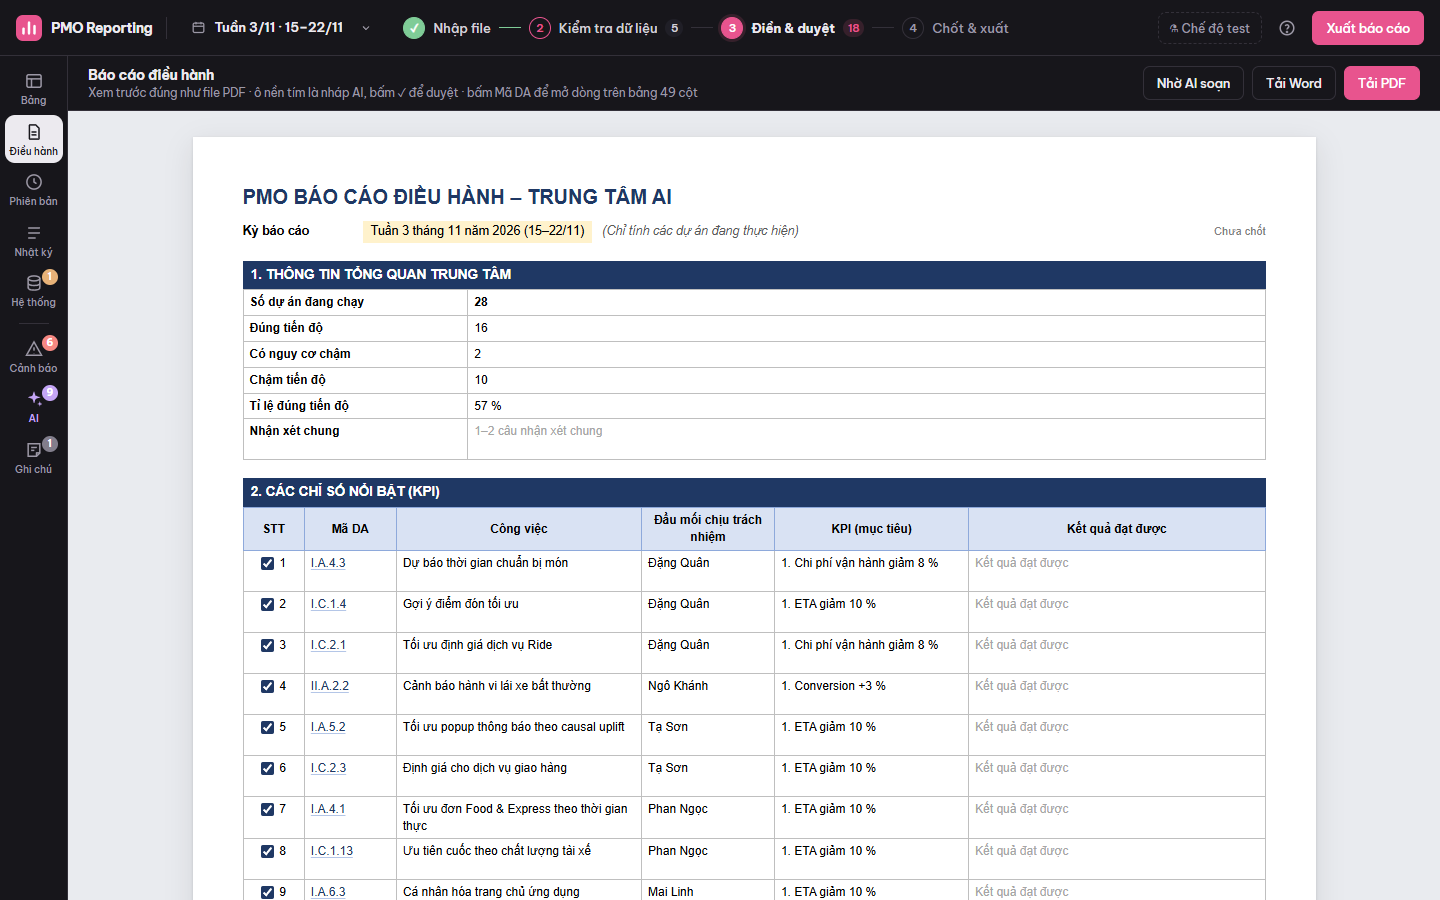 PMO Reporting
Tuần 3/11 · 15–22/11
Nhập file
2 Kiểm tra dữ liệu 5
3 Điền & duyệt 18
4 Chốt & xuất
Chế độ test
Xuất báo cáo
Báo cáo điều hành
Xem trước đúng như file PDF · ô nền tím là nháp AI, bấm ✓ để duyệt · bấm Mã DA để mở dòng trên bảng 49 cột
Nhờ AI soạn
Tải Word
Tải PDF
Bảng
Điều hành
Phiên bản
Nhật ký
1
Hệ thống
6
Cảnh báo
9
AI
1
Ghi chú
PMO BÁO CÁO ĐIỀU HÀNH – TRUNG TÂM AI
Kỳ báo cáo Tuần 3 tháng 11 năm 2026 (15–22/11) (Chỉ tính các dự án đang thực hiện) Chưa chốt
1. THÔNG TIN TỔNG QUAN TRUNG TÂM
Số dự án đang chạy 28
Đúng tiến độ 16
Có nguy cơ chậm 2
Chậm tiến độ 10
Tỉ lệ đúng tiến độ 57 %
Nhận xét chung 1–2 câu nhận xét chung
2. CÁC CHỈ SỐ NỔI BẬT (KPI)
STT Mã DA Công việc Đầu mối chịu trách nhiệm KPI (mục tiêu) Kết quả đạt được
1 I.A.4.3 Dự báo thời gian chuẩn bị món Đặng Quân 1. Chi phí vận hành giảm 8 % Kết quả đạt được
2 I.C.1.4 Gợi ý điểm đón tối ưu Đặng Quân 1. ETA giảm 10 % Kết quả đạt được
3 I.C.2.1 Tối ưu định giá dịch vụ Ride Đặng Quân 1. Chi phí vận hành giảm 8 % Kết quả đạt được
4 II.A.2.2 Cảnh báo hành vi lái xe bất thường Ngô Khánh 1. Conversion +3 % Kết quả đạt được
5 I.A.5.2 Tối ưu popup thông báo theo causal uplift Tạ Sơn 1. ETA giảm 10 % Kết quả đạt được
6 I.C.2.3 Định giá cho dịch vụ giao hàng Tạ Sơn 1. ETA giảm 10 % Kết quả đạt được
7 I.A.4.1 Tối ưu đơn Food & Express theo thời gian thực Phan Ngọc 1. ETA giảm 10 % Kết quả đạt được
8 I.C.1.13 Ưu tiên cuốc theo chất lượng tài xế Phan Ngọc 1. ETA giảm 10 % Kết quả đạt được
9 I.A.6.3 Cá nhân hóa trang chủ ứng dụng Mai Linh 1. ETA giảm 10 % Kết quả đạt được